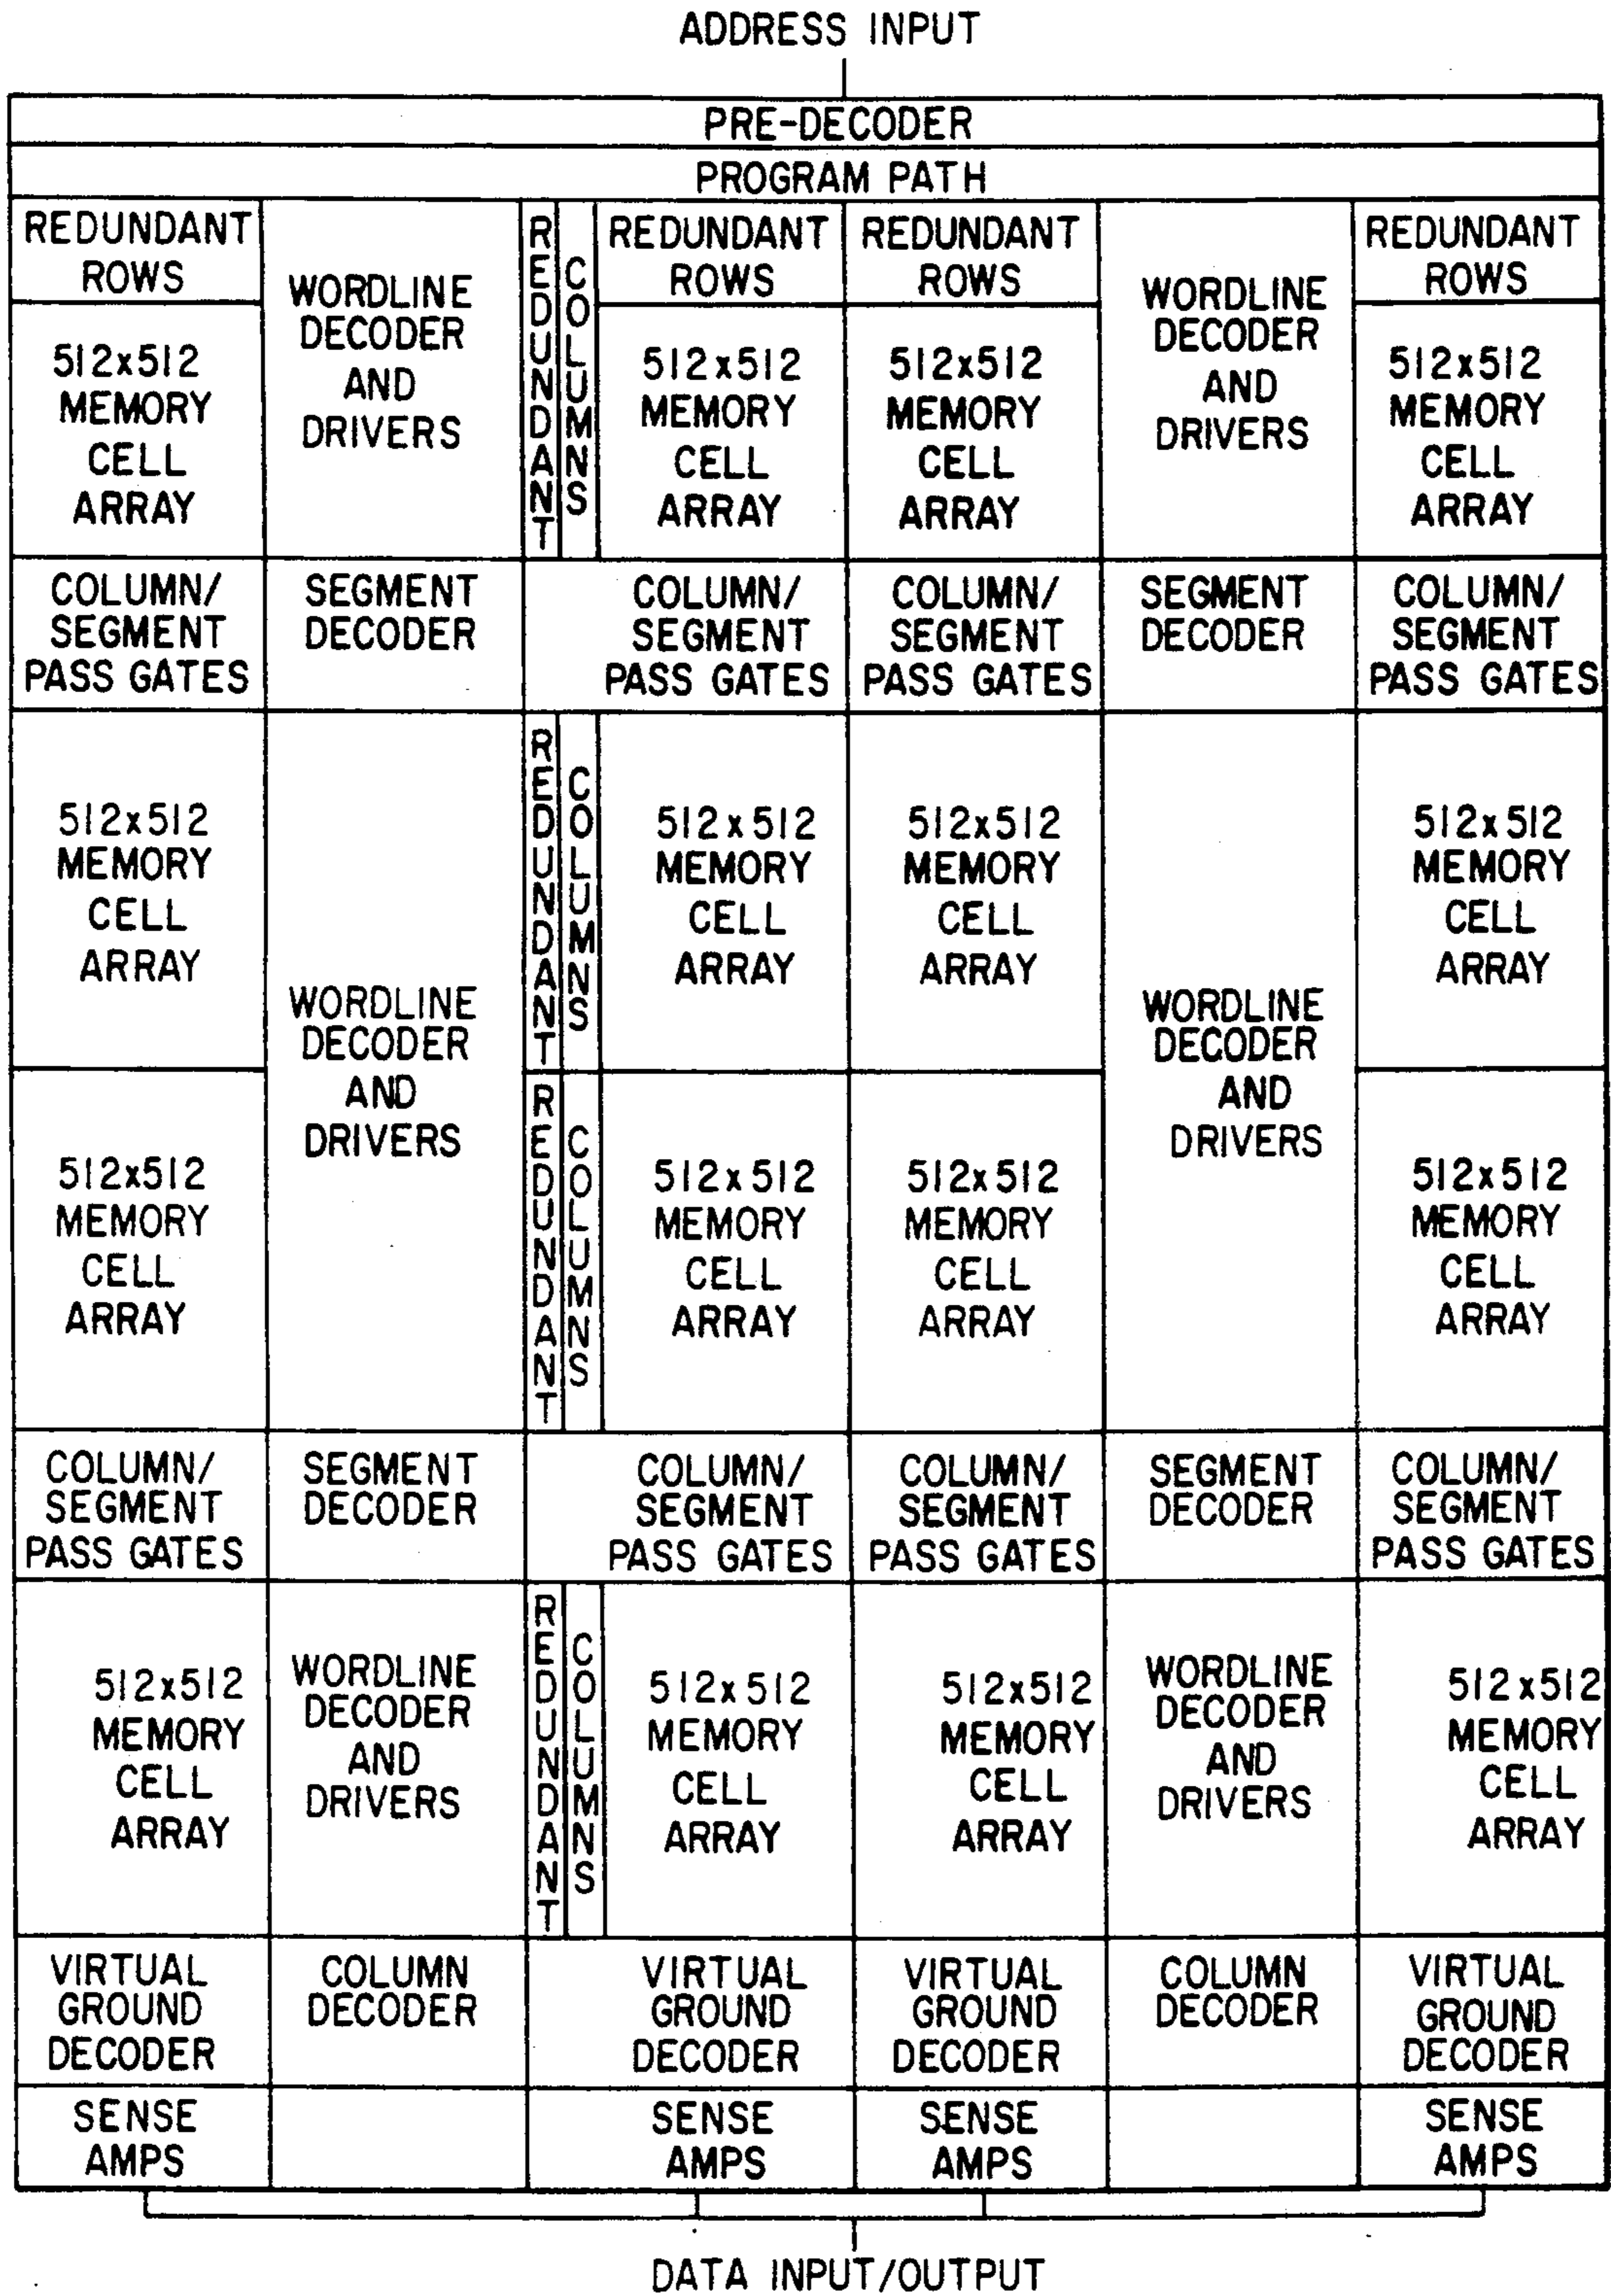 ADDRESS INPUT
PRE-DECODER
PROGRAM PATH
REDUNDANT
ROWS
WORDLINE
DECODER
AND
DRIVERS
REDUNDANT
COLUMNS
REDUNDANT
ROWS
REDUNDANT
ROWS
WORDLINE
DECODER
AND
DRIVERS
REDUNDANT
ROWS
512x512
MEMORY
CELL
ARRAY
512x512
MEMORY
CELL
ARRAY
512x512
MEMORY
CELL
ARRAY
512x512
MEMORY
CELL
ARRAY
COLUMN/
SEGMENT
PASS GATES
SEGMENT
DECODER
COLUMN/
SEGMENT
PASS GATES
COLUMN/
SEGMENT
PASS GATES
SEGMENT
DECODER
COLUMN/
SEGMENT
PASS GATES
512x512
MEMORY
CELL
ARRAY
WORDLINE
DECODER
AND
DRIVERS
REDUNDANT
COLUMNS
512x512
MEMORY
CELL
ARRAY
512x512
MEMORY
CELL
ARRAY
WORDLINE
DECODER
AND
DRIVERS
512x512
MEMORY
CELL
ARRAY
512x512
MEMORY
CELL
ARRAY
REDUNDANT
COLUMNS
512x512
MEMORY
CELL
ARRAY
512x512
MEMORY
CELL
ARRAY
512x512
MEMORY
CELL
ARRAY
COLUMN/
SEGMENT
PASS GATES
SEGMENT
DECODER
COLUMN/
SEGMENT
PASS GATES
COLUMN/
SEGMENT
PASS GATES
SEGMENT
DECODER
COLUMN/
SEGMENT
PASS GATES
512x512
MEMORY
CELL
ARRAY
WORDLINE
DECODER
AND
DRIVERS
REDUNDANT
COLUMNS
512x512
MEMORY
CELL
ARRAY
512x512
MEMORY
CELL
ARRAY
WORDLINE
DECODER
AND
DRIVERS
512x512
MEMORY
CELL
ARRAY
VIRTUAL
GROUND
DECODER
COLUMN
DECODER
VIRTUAL
GROUND
DECODER
VIRTUAL
GROUND
DECODER
COLUMN
DECODER
VIRTUAL
GROUND
DECODER
SENSE
AMPS
SENSE
AMPS
SENSE
AMPS
SENSE
AMPS
DATA INPUT/OUTPUT